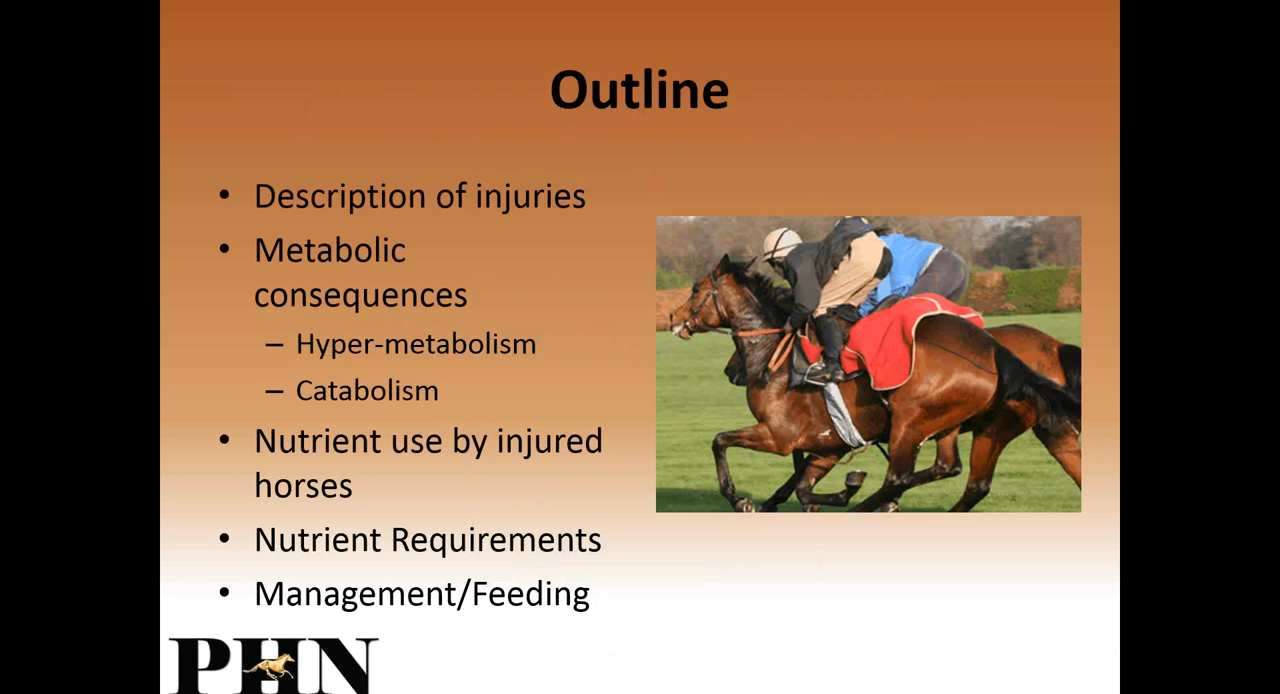 Outline
• Description of injuries
• Metabolic
consequences
– Hyper-metabolism
– Catabolism
• Nutrient use by injured
horses
• Nutrient Requirements
• Management/Feeding
PHN